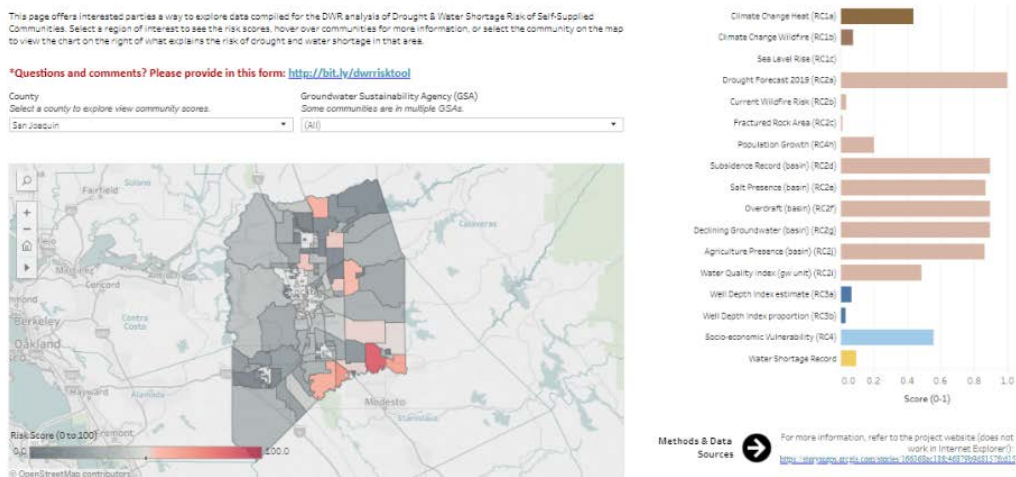 This page offers interested parties a way to explore data compiled for the DWR analysis of Drought & Water Shortage Risk of Self-Supplied
Communities. Select a region of interest to see the risk scores, hover over communities for more information, or select the community on the map
to view the chart on the right of what explains the risk of drought and water shortage in that area.
*Questions and comments? Please provide in this form: http://bit.ly/dwrrisktool
County
Select a county to explore view community scores.
San Joaquin
Groundwater Sustainability Agency (GSA)
Some communities are in multiple GSAs.
(All)
Fairfield
Solano
Martinez
Concord
Berkeley
Contra
Costa
Oakland
Hayward
Alameda
Fremont
Calaveras
Modesto
Stanislaus
Risk Score (0 to 100)
0.0
100.0
© OpenStreetMap contributors
Climate Change Heat (RC1a)
Climate Change Wildfire (RC1b)
Sea Level Rise (RC1c)
Drought Forecast 2019 (RC2a)
Current Wildfire Risk (RC2b)
Fractured Rock Area (RC2c)
Population Growth (RC4h)
Subsidence Record (basin) (RC2d)
Salt Presence (basin) (RC2e)
Overdraft (basin) (RC2f)
Declining Groundwater (basin) (RC2g)
Agriculture Presence (basin) (RC2j)
Water Quality Index (gw unit) (RC2i)
Well Depth Index estimate (RC3a)
Well Depth Index proportion (RC3b)
Socio-economic Vulnerability (RC4)
Water Shortage Record
0.0 0.2 0.4 0.6 0.8 1.0
Score (0-1)
Methods & Data
Sources
For more information, refer to the project website (does not
work in Internet Explorer!):